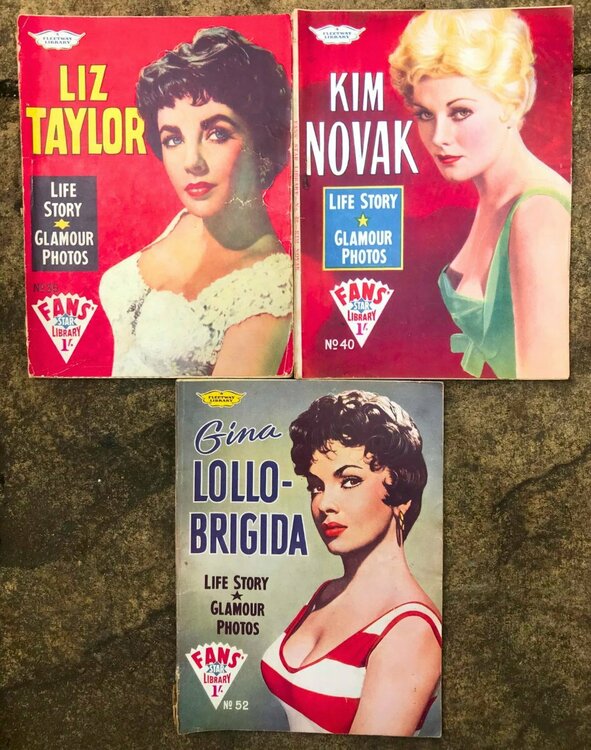 A
FLEETWAY
LIBRARY
LIZ
TAYLOR
LIFE
STORY
GLAMOUR
PHOTOS
FANS'
STAR
LIBRARY
1/-
A
FLEETWAY
LIBRARY
KIM
NOVAK
LIFE STORY
GLAMOUR
PHOTOS
FANS'
STAR
LIBRARY
1/-
Nº 40
A
FLEETWAY
LIBRARY
Gina
LOLLO-
BRIGIDA
LIFE STORY
GLAMOUR
PHOTOS
FANS'
STAR
LIBRARY
1/-
Nº 52